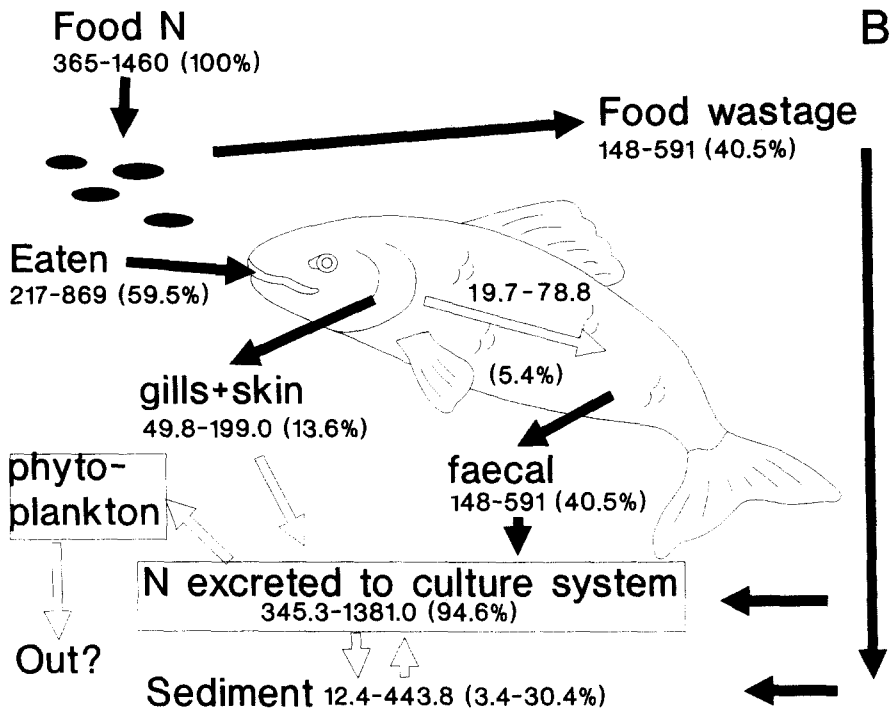 B
Food N
365-1460 (100%)
Food wastage
148-591 (40.5%)
Eaten
217-869 (59.5%)
19.7-78.8
(5.4%)
gills+skin
49.8-199.0 (13.6%)
faecal
148-591 (40.5%)
phyto-
plankton
N excreted to culture system
345.3-1381.0 (94.6%)
Out?
Sediment 12.4-443.8 (3.4-30.4%)